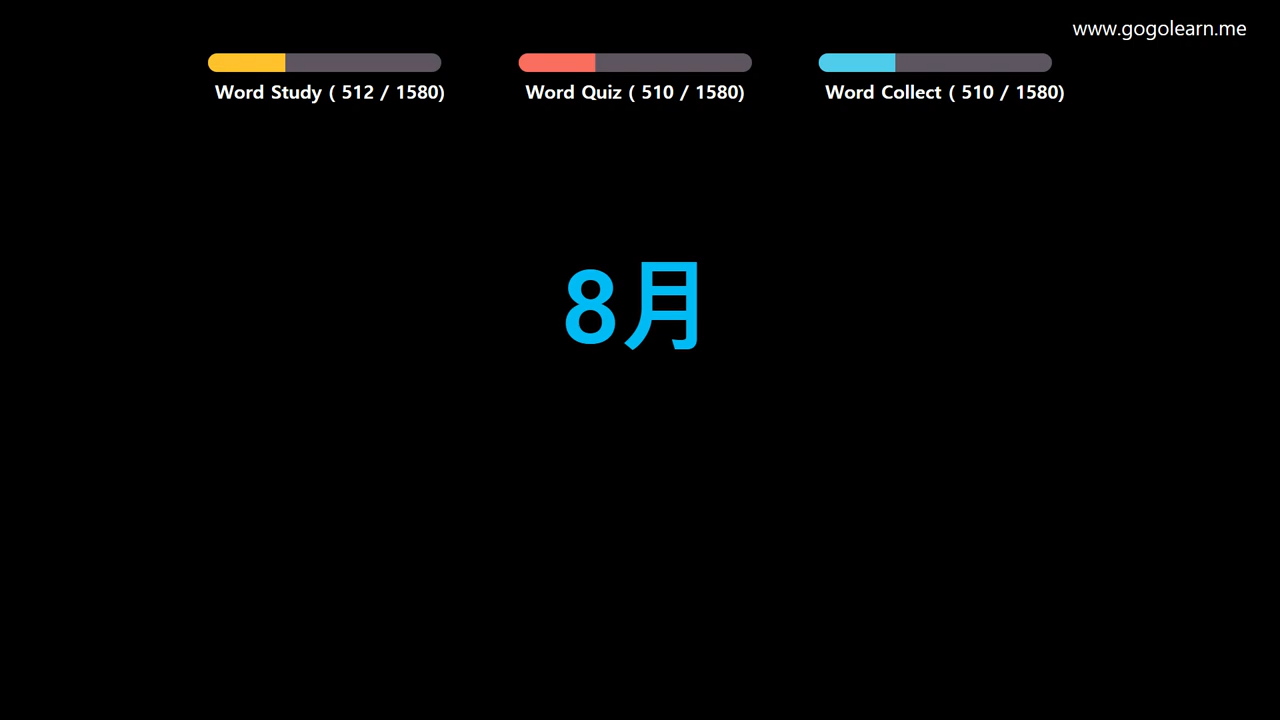 www.gogolearn.me
Word Study ( 512 / 1580)
Word Quiz ( 510 / 1580)
Word Collect ( 510 / 1580)
8月